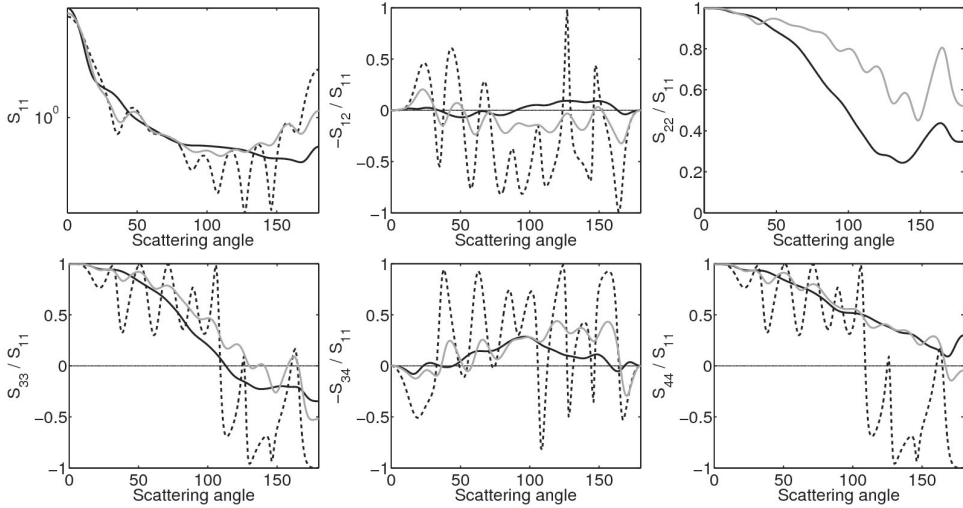 S11
10^0
0 50 100 150
Scattering angle
-S12 / S11
1
0.5
0
-0.5
-1
0 50 100 150
Scattering angle
S22 / S11
1
0.8
0.6
0.4
0.2
0
0 50 100 150
Scattering angle
S33 / S11
1
0.5
0
-0.5
-1
0 50 100 150
Scattering angle
-S34 / S11
1
0.5
0
-0.5
-1
0 50 100 150
Scattering angle
S44 / S11
1
0.5
0
-0.5
-1
0 50 100 150
Scattering angle